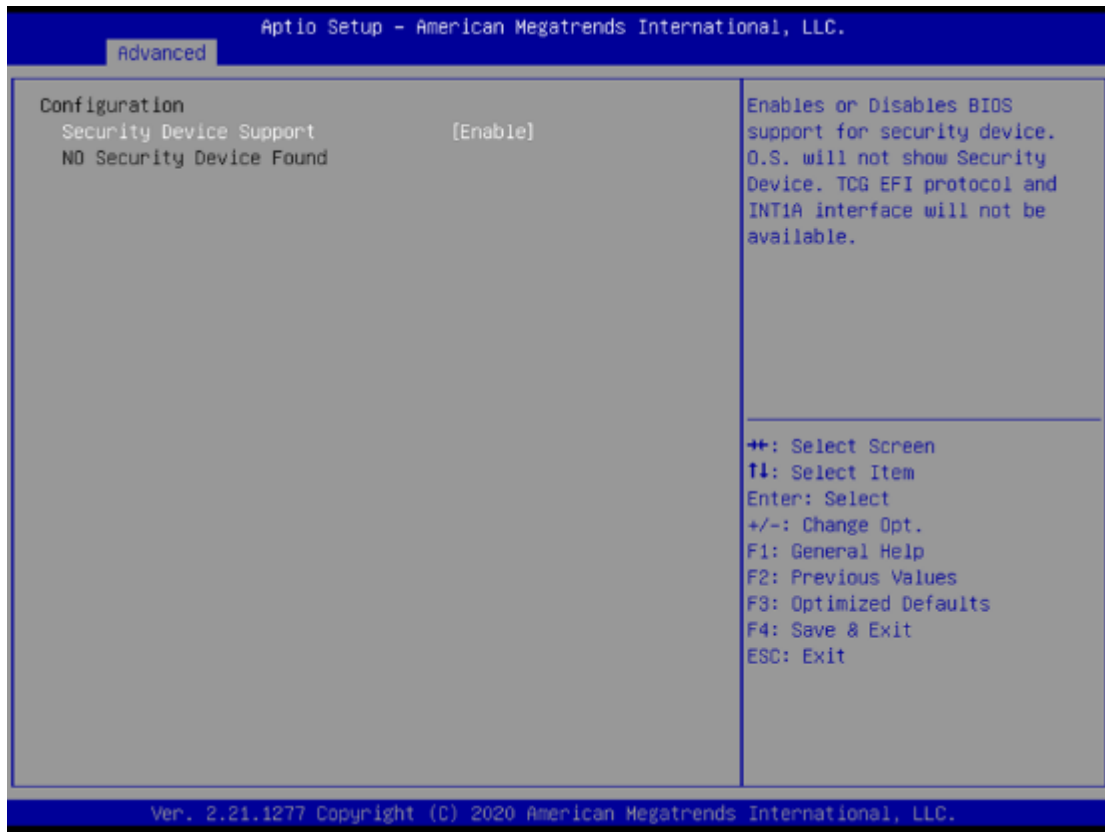 Aptio Setup – American Megatrends International, LLC.
Advanced
Configuration
Security Device Support [Enable]
NO Security Device Found
Enables or Disables BIOS
support for security device.
O.S. will not show Security
Device. TCG EFI protocol and
INT1A interface will not be
available.
→←: Select Screen
↑↓: Select Item
Enter: Select
+/-: Change Opt.
F1: General Help
F2: Previous Values
F3: Optimized Defaults
F4: Save & Exit
ESC: Exit
Ver. 2.21.1277 Copyright (C) 2020 American Megatrends International, LLC.